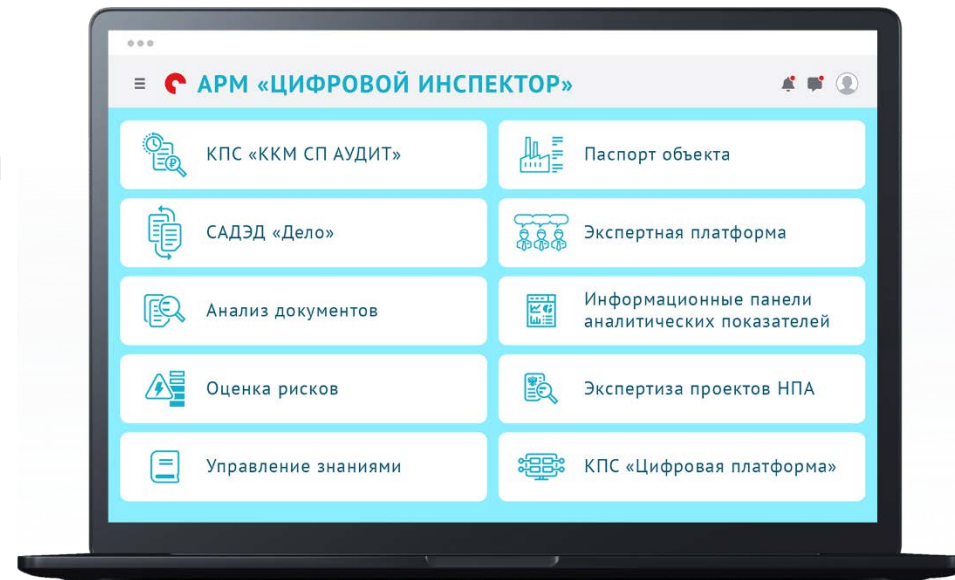 АРМ «ЦИФРОВОЙ ИНСПЕКТОР»
КПС «ККМ СП АУДИТ»
САДЭД «Дело»
Анализ документов
Оценка рисков
Управление знаниями
Паспорт объекта
Экспертная платформа
Информационные панели
аналитических показателей
Экспертиза проектов НПА
КПС «Цифровая платформа»